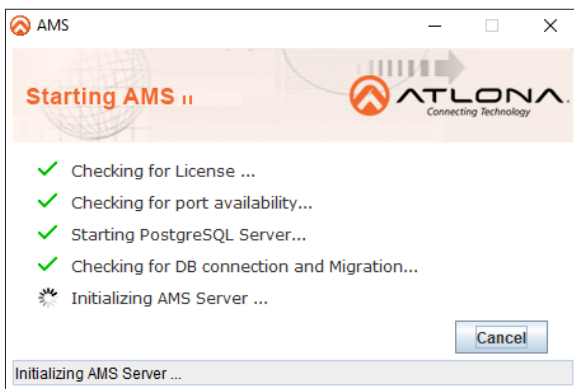 AMS
Starting AMS II
ATLONA.
Connecting Technology
Checking for License ...
Checking for port availability...
Starting PostgreSQL Server...
Checking for DB connection and Migration...
Initializing AMS Server ...
Cancel
Initializing AMS Server ...